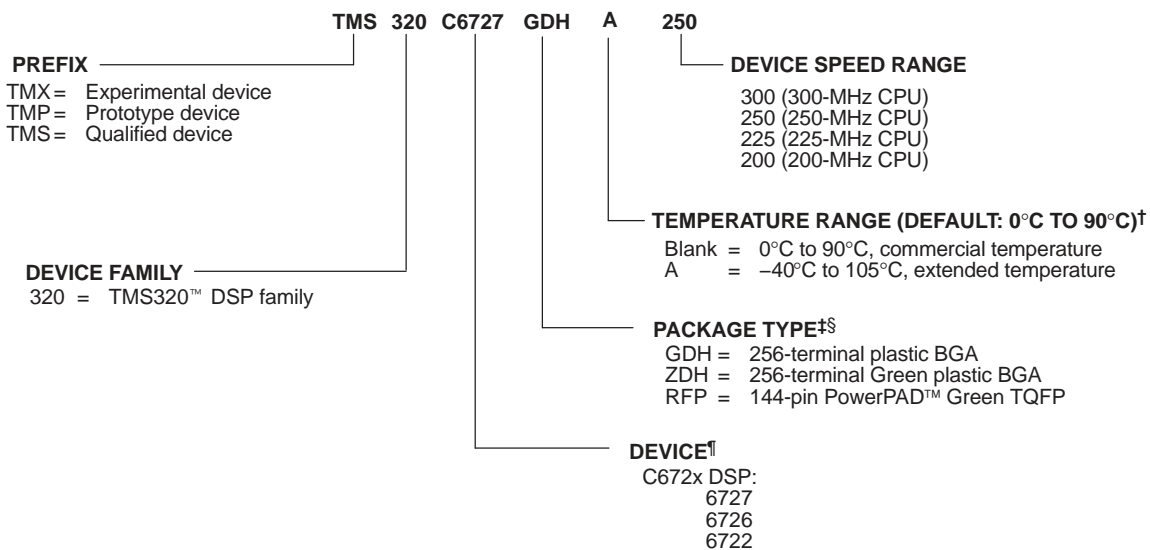 TMS 320 C6727 GDH A 250
PREFIX
TMX = Experimental device
TMP = Prototype device
TMS = Qualified device
DEVICE SPEED RANGE
300 (300-MHz CPU)
250 (250-MHz CPU)
225 (225-MHz CPU)
200 (200-MHz CPU)
TEMPERATURE RANGE (DEFAULT: 0°C TO 90°C)†
Blank = 0°C to 90°C, commercial temperature
A = −40°C to 105°C, extended temperature
DEVICE FAMILY
320 = TMS320™ DSP family
PACKAGE TYPE‡§
GDH = 256-terminal plastic BGA
ZDH = 256-terminal Green plastic BGA
RFP = 144-pin PowerPAD™ Green TQFP
DEVICE¶
C672x DSP:
6727
6726
6722